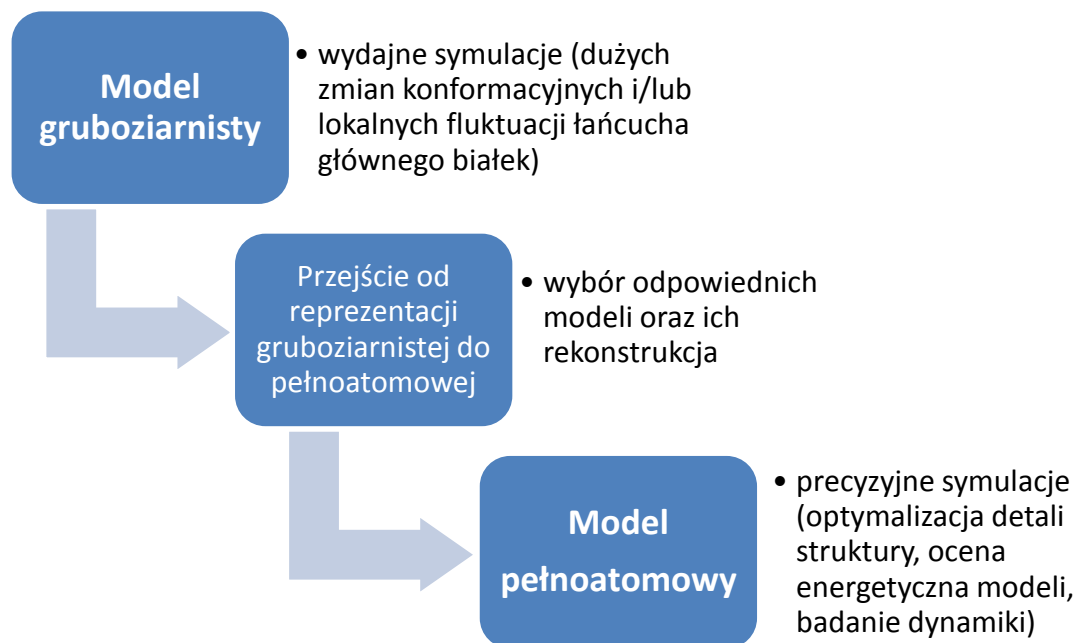 Model
gruboziarnisty
• wydajne symulacje (dużych
zmian konformacyjnych i/lub
lokalnych fluktuacji łańcucha
głównego białek)
Przejście od
reprezentacji
gruboziarnistej do
pełnoatomowej
• wybór odpowiednich
modeli oraz ich
rekonstrukcja
Model
pełnoatomowy
• precyzyjne symulacje
(optymalizacja detali
struktury, ocena
energetyczna modeli,
badanie dynamiki)